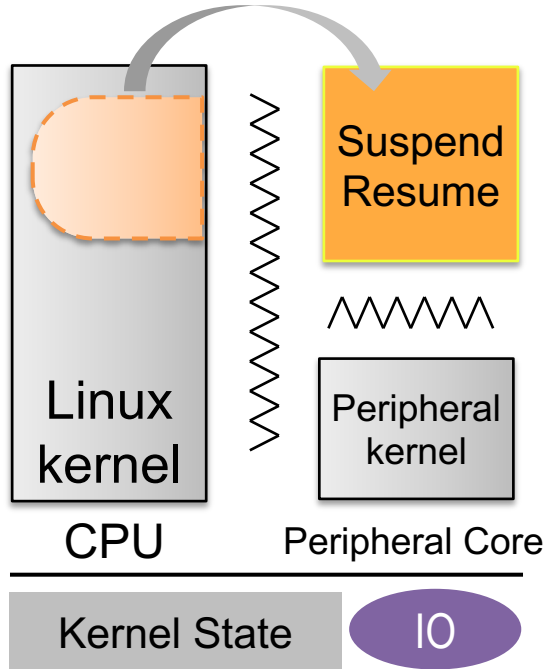 Suspend
Resume
Linux
kernel
Peripheral
kernel
CPU
Peripheral Core
Kernel State
IO